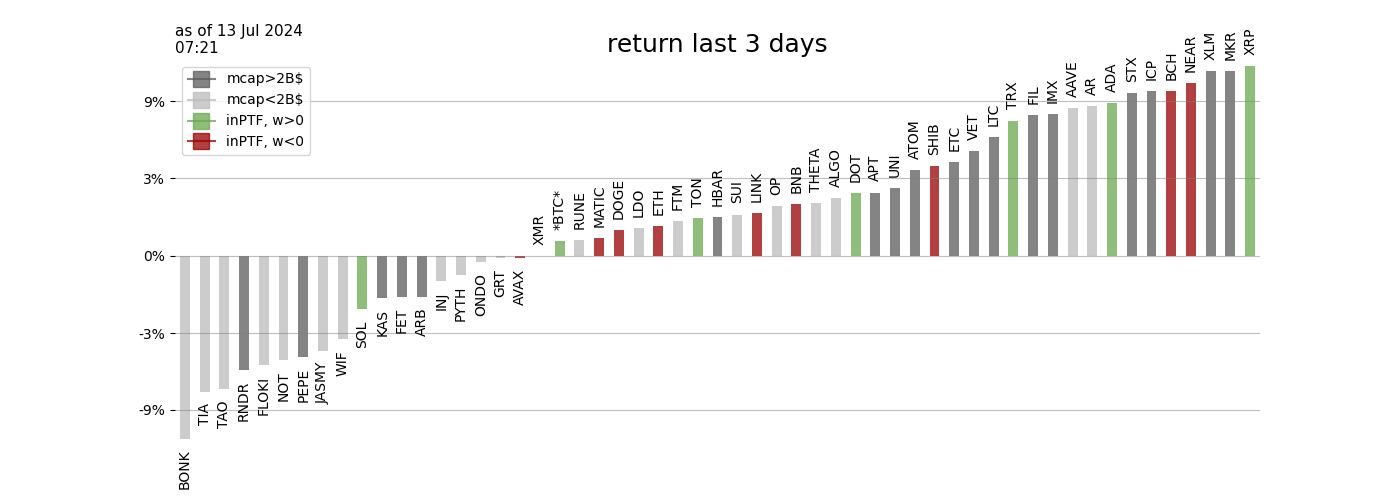 as of 13 Jul 2024
07:21
return last 3 days
mcap>2B$
mcap<2B$
inPTF, w>0
inPTF, w<0
9%
3%
0%
-3%
-9%
BONK
TIA
TAO
RNDR
FLOKI
NOT
PEPE
JASMY
WIF
SOL
KAS
FET
ARB
INJ
PYTH
ONDO
GRT
AVAX
XMR
*BTC*
RUNE
MATIC
DOGE
LDO
ETH
FTM
TON
HBAR
SUI
LINK
OP
BNB
THETA
ALGO
DOT
APT
UNI
ATOM
SHIB
ETC
VET
LTC
TRX
FIL
IMX
AAVE
AR
ADA
STX
ICP
BCH
NEAR
XLM
MKR
XRP